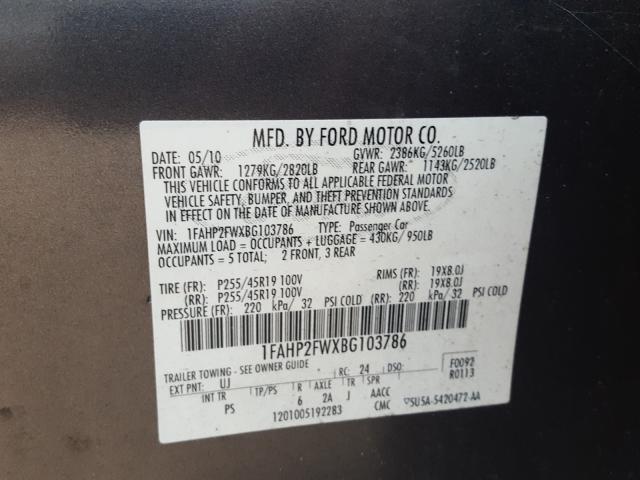 MFD. BY FORD MOTOR CO.
DATE: 05/10 GVWR: 2386KG/5260LB
FRONT GAWR: 1279KG/2820LB REAR GAWR: 1143KG/2520LB
THIS VEHICLE CONFORMS TO ALL APPLICABLE FEDERAL MOTOR
VEHICLE SAFETY, BUMPER, AND THEFT PREVENTION STANDARDS
IN EFFECT ON THE DATE OF MANUFACTURE SHOWN ABOVE.
VIN: 1FAHP2FWXBG103786 TYPE: Passenger Car
MAXIMUM LOAD = OCCUPANTS + LUGGAGE = 430KG/950LB
OCCUPANTS = 5 TOTAL; 2 FRONT, 3 REAR
TIRE (FR): P255/45R19 100V RIMS (FR): 19X8.0J
(RR): P255/45R19 100V (RR): 19X8.0J
PRESSURE (FR): 220 kPa/ 32 PSI COLD (RR): 220 kPa/ 32 PSI COLD
1FAHP2FWXBG103786
TRAILER TOWING - SEE OWNER GUIDE
RC: 24 DSO: F0092
EXT PNT: UJ R0113
INT TR TP/PS R AXLE TR SPR
PS 6 2A J AACC
1201005192283 CMC 5U5A-5420472-AA